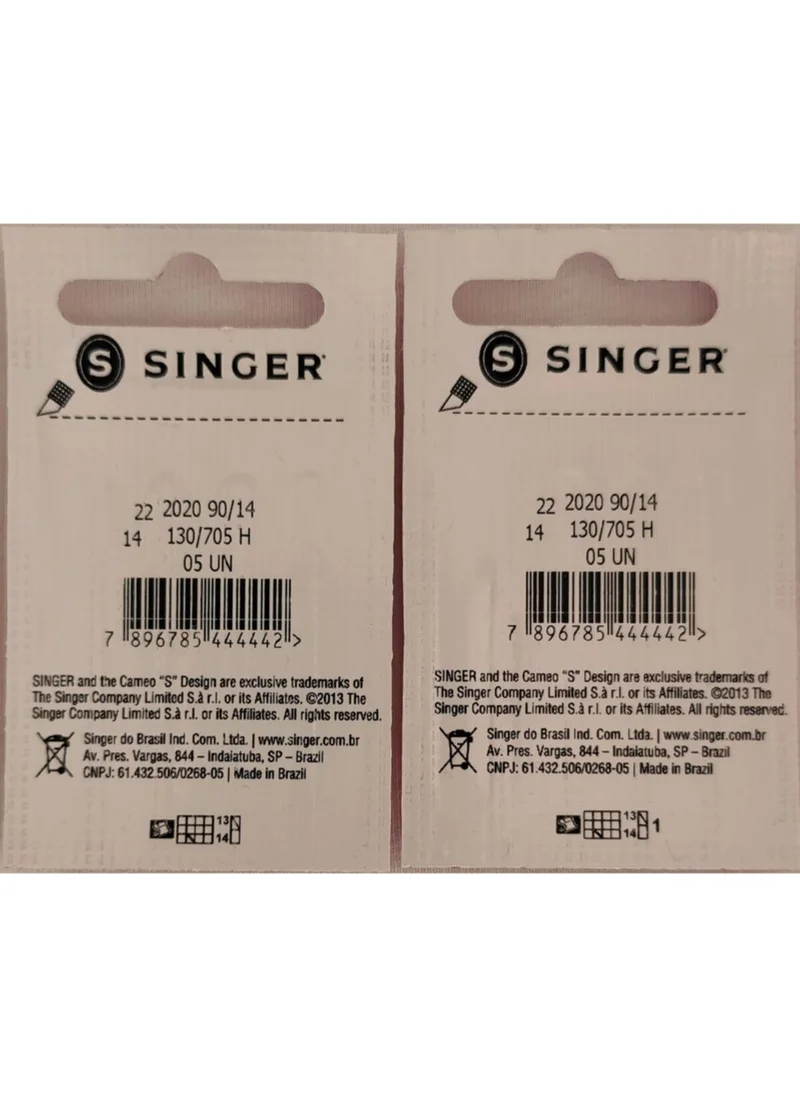 S SINGER
22 2020 90/14
14 130/705 H
05 UN
7 896785 444442 >
SINGER and the Cameo "S" Design are exclusive trademarks of
The Singer Company Limited S.à r.l. or its Affiliates. ©2013 The
Singer Company Limited S.à r.l. or its Affiliates. All rights reserved.
Singer do Brasil Ind. Com. Ltda. | www.singer.com.br
Av. Pres. Vargas, 844 – Indaiatuba, SP – Brazil
CNPJ: 61.432.506/0268-05 | Made in Brazil
13
14
S SINGER
22 2020 90/14
14 130/705 H
05 UN
7 896785 444442 >
SINGER and the Cameo "S" Design are exclusive trademarks of
The Singer Company Limited S.à r.l. or its Affiliates. ©2013 The
Singer Company Limited S.à r.l. or its Affiliates. All rights reserved.
Singer do Brasil Ind. Com. Ltda. | www.singer.com.br
Av. Pres. Vargas, 844 – Indaiatuba, SP – Brazil
CNPJ: 61.432.506/0268-05 | Made in Brazil
13
14 1